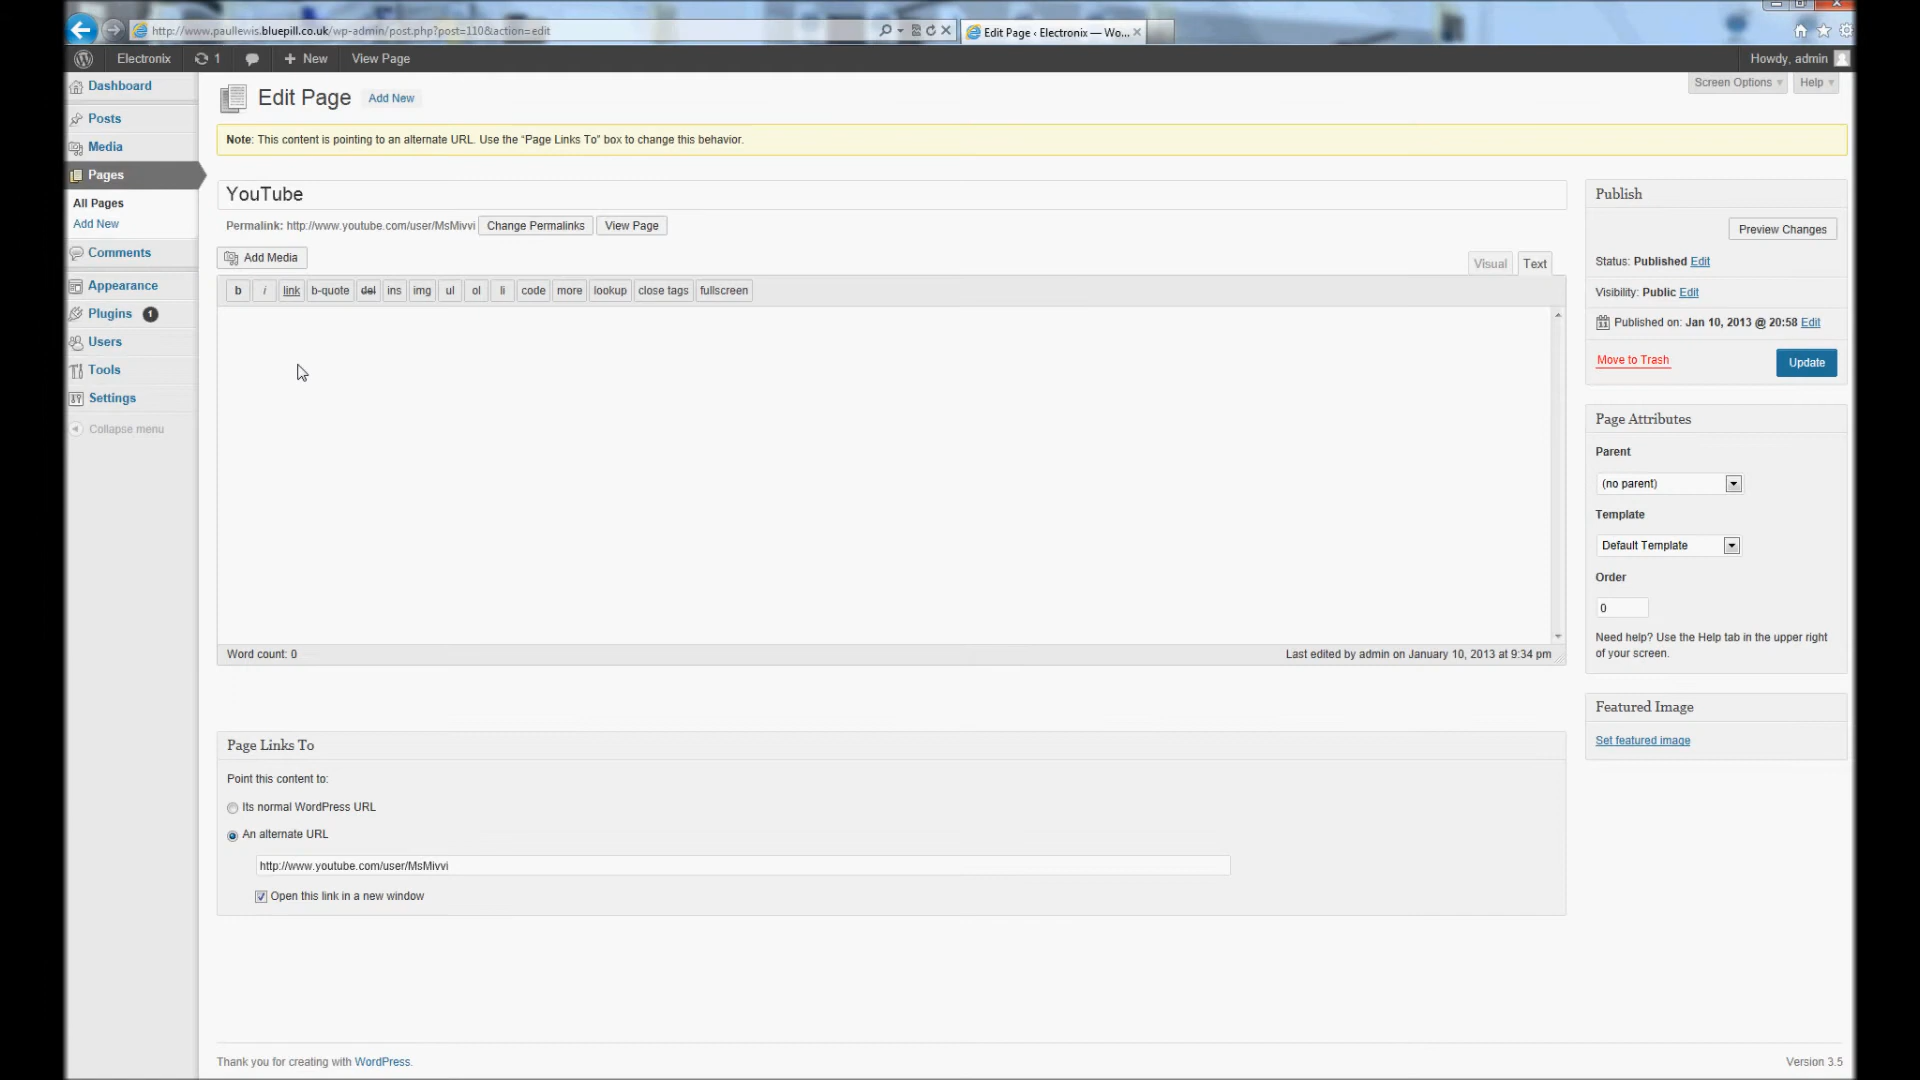 http://www.paullewis.bluepill.co.uk/wp-admin/post.php?post=110&action=edit
Edit Page ‹ Electronix — Wo...
Electronix 1 New View Page Howdy, admin
Dashboard
Posts
Media
Pages
All Pages
Add New
Comments
Appearance
Plugins 1
Users
Tools
Settings
Collapse menu
Screen Options Help
Edit Page Add New
Note: This content is pointing to an alternate URL. Use the “Page Links To” box to change this behavior.
YouTube
Permalink: http://www.youtube.com/user/MsMivvi Change Permalinks View Page
Add Media
Visual Text
b i link b-quote del ins img ul ol li code more lookup close tags fullscreen
Word count: 0
Last edited by admin on January 10, 2013 at 9:34 pm
Page Links To
Point this content to:
Its normal WordPress URL
An alternate URL
http://www.youtube.com/user/MsMivvi
Open this link in a new window
Publish
Preview Changes
Status: Published Edit
Visibility: Public Edit
11 Published on: Jan 10, 2013 @ 20:58 Edit
Move to Trash Update
Page Attributes
Parent
(no parent)
Template
Default Template
Order
0
Need help? Use the Help tab in the upper right
of your screen.
Featured Image
Set featured image
Thank you for creating with WordPress.
Version 3.5